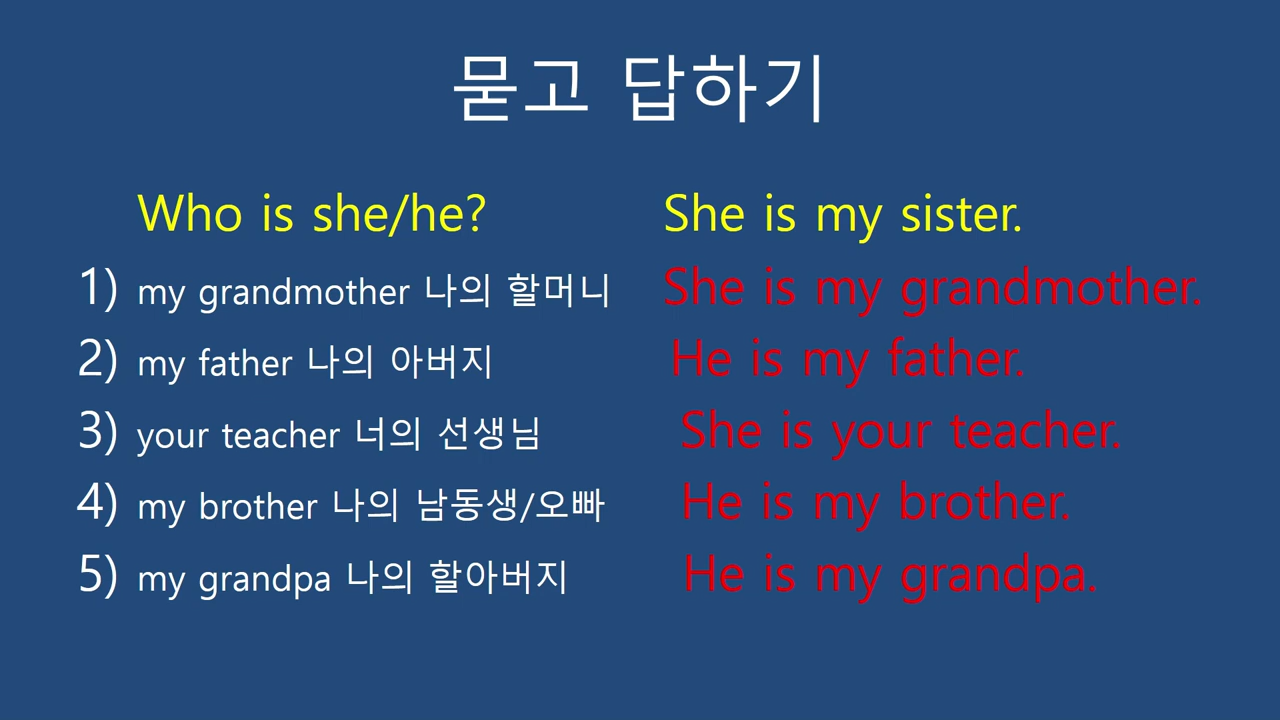 묻고 답하기
Who is she/he? She is my sister.
1) my grandmother 나의 할머니 She is my grandmother.
2) my father 나의 아버지 He is my father.
3) your teacher 너의 선생님 She is your teacher.
4) my brother 나의 남동생/오빠 He is my brother.
5) my grandpa 나의 할아버지 He is my grandpa.